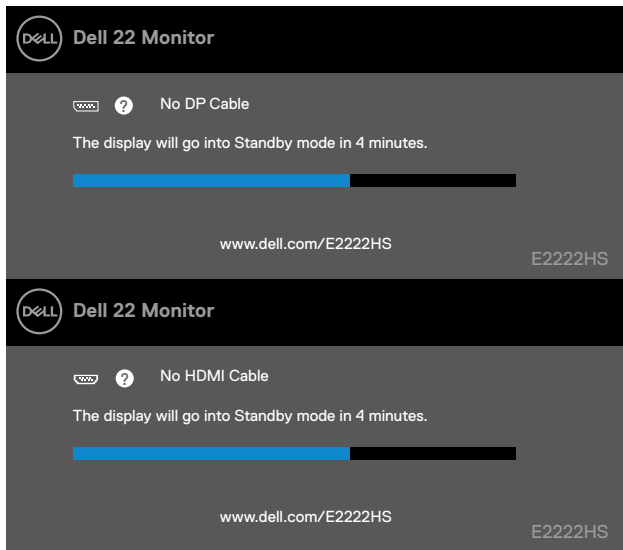 DELL Dell 22 Monitor
? No DP Cable
The display will go into Standby mode in 4 minutes.
www.dell.com/E2222HS
E2222HS
DELL Dell 22 Monitor
? No HDMI Cable
The display will go into Standby mode in 4 minutes.
www.dell.com/E2222HS
E2222HS